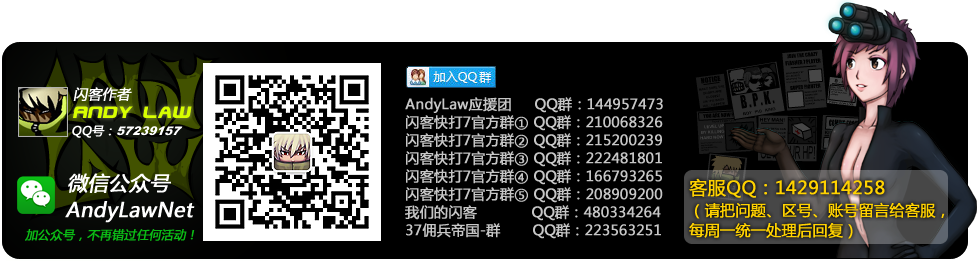 闪客作者
ANDY LAW
QQ号:57239157
微信公众号
AndyLawNet
加公众号,不再错过任何活动!
加入QQ群
AndyLaw应援团 QQ群:144957473
闪客快打7官方群① QQ群:210068326
闪客快打7官方群② QQ群:215200239
闪客快打7官方群③ QQ群:222481801
闪客快打7官方群④ QQ群:166793265
闪客快打7官方群⑤ QQ群:208909200
我们的闪客 QQ群:480334264
37佣兵帝国-群 QQ群:223563251
B.P.K.
客服QQ:1429114258
(请把问题、区号、账号留言给客服,
每周一统一处理后回复)